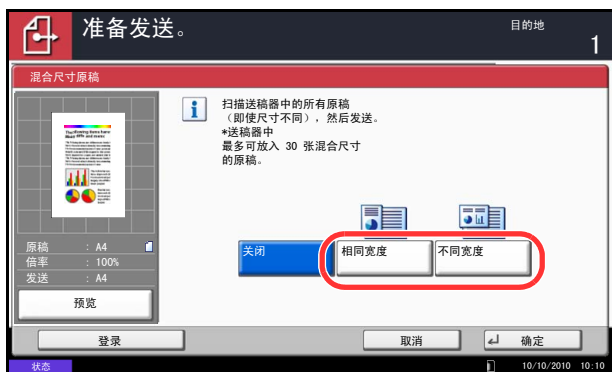 准备发送。
目的地
1
混合尺寸原稿
扫描送稿器中的所有原稿
（即使尺寸不同），然后发送。
*送稿器中
最多可放入 30 张混合尺寸
的原稿。
关闭
相同宽度
不同宽度
原稿 : A4
倍率 : 100%
发送 : A4
预览
登录
取消
确定
状态
10/10/2010 10:10